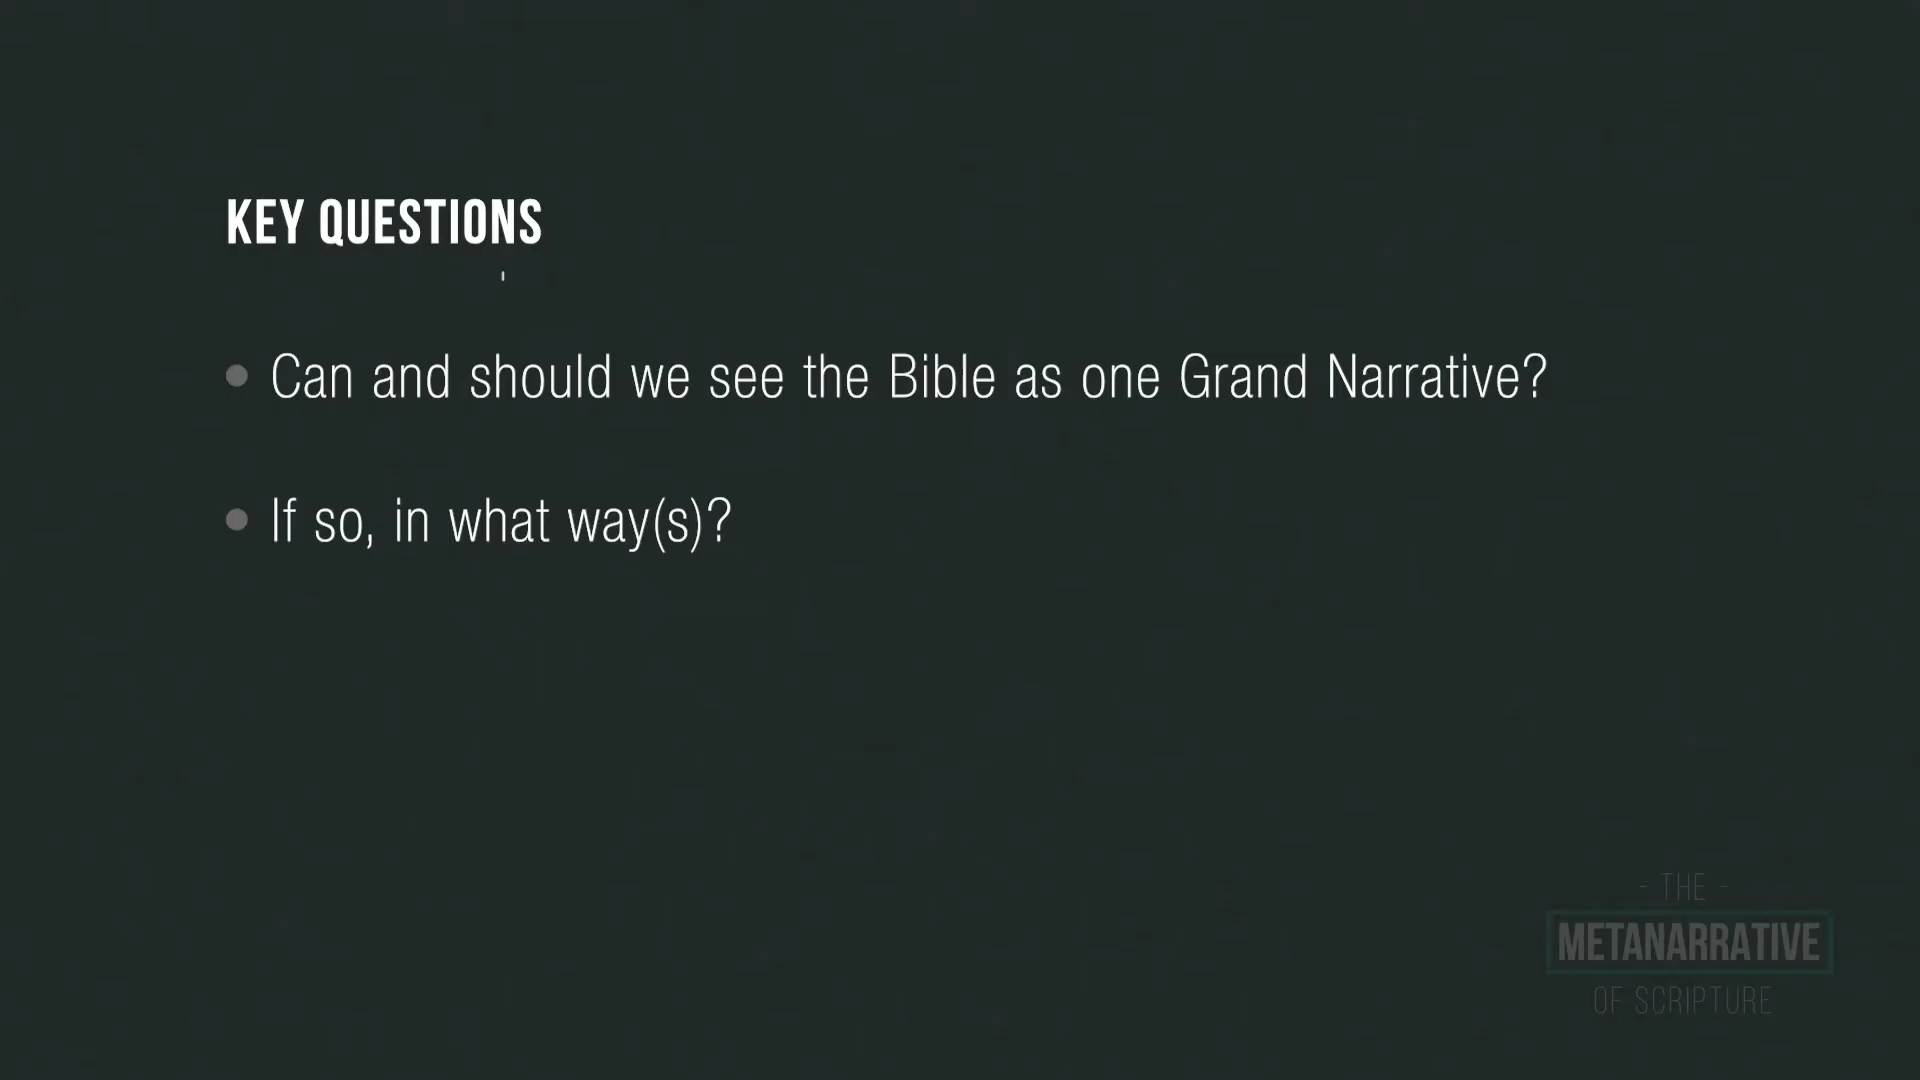 KEY QUESTIONS
Can and should we see the Bible as one Grand Narrative?
If so, in what way(s)?
- THE -
METANARRATIVE
OF SCRIPTURE